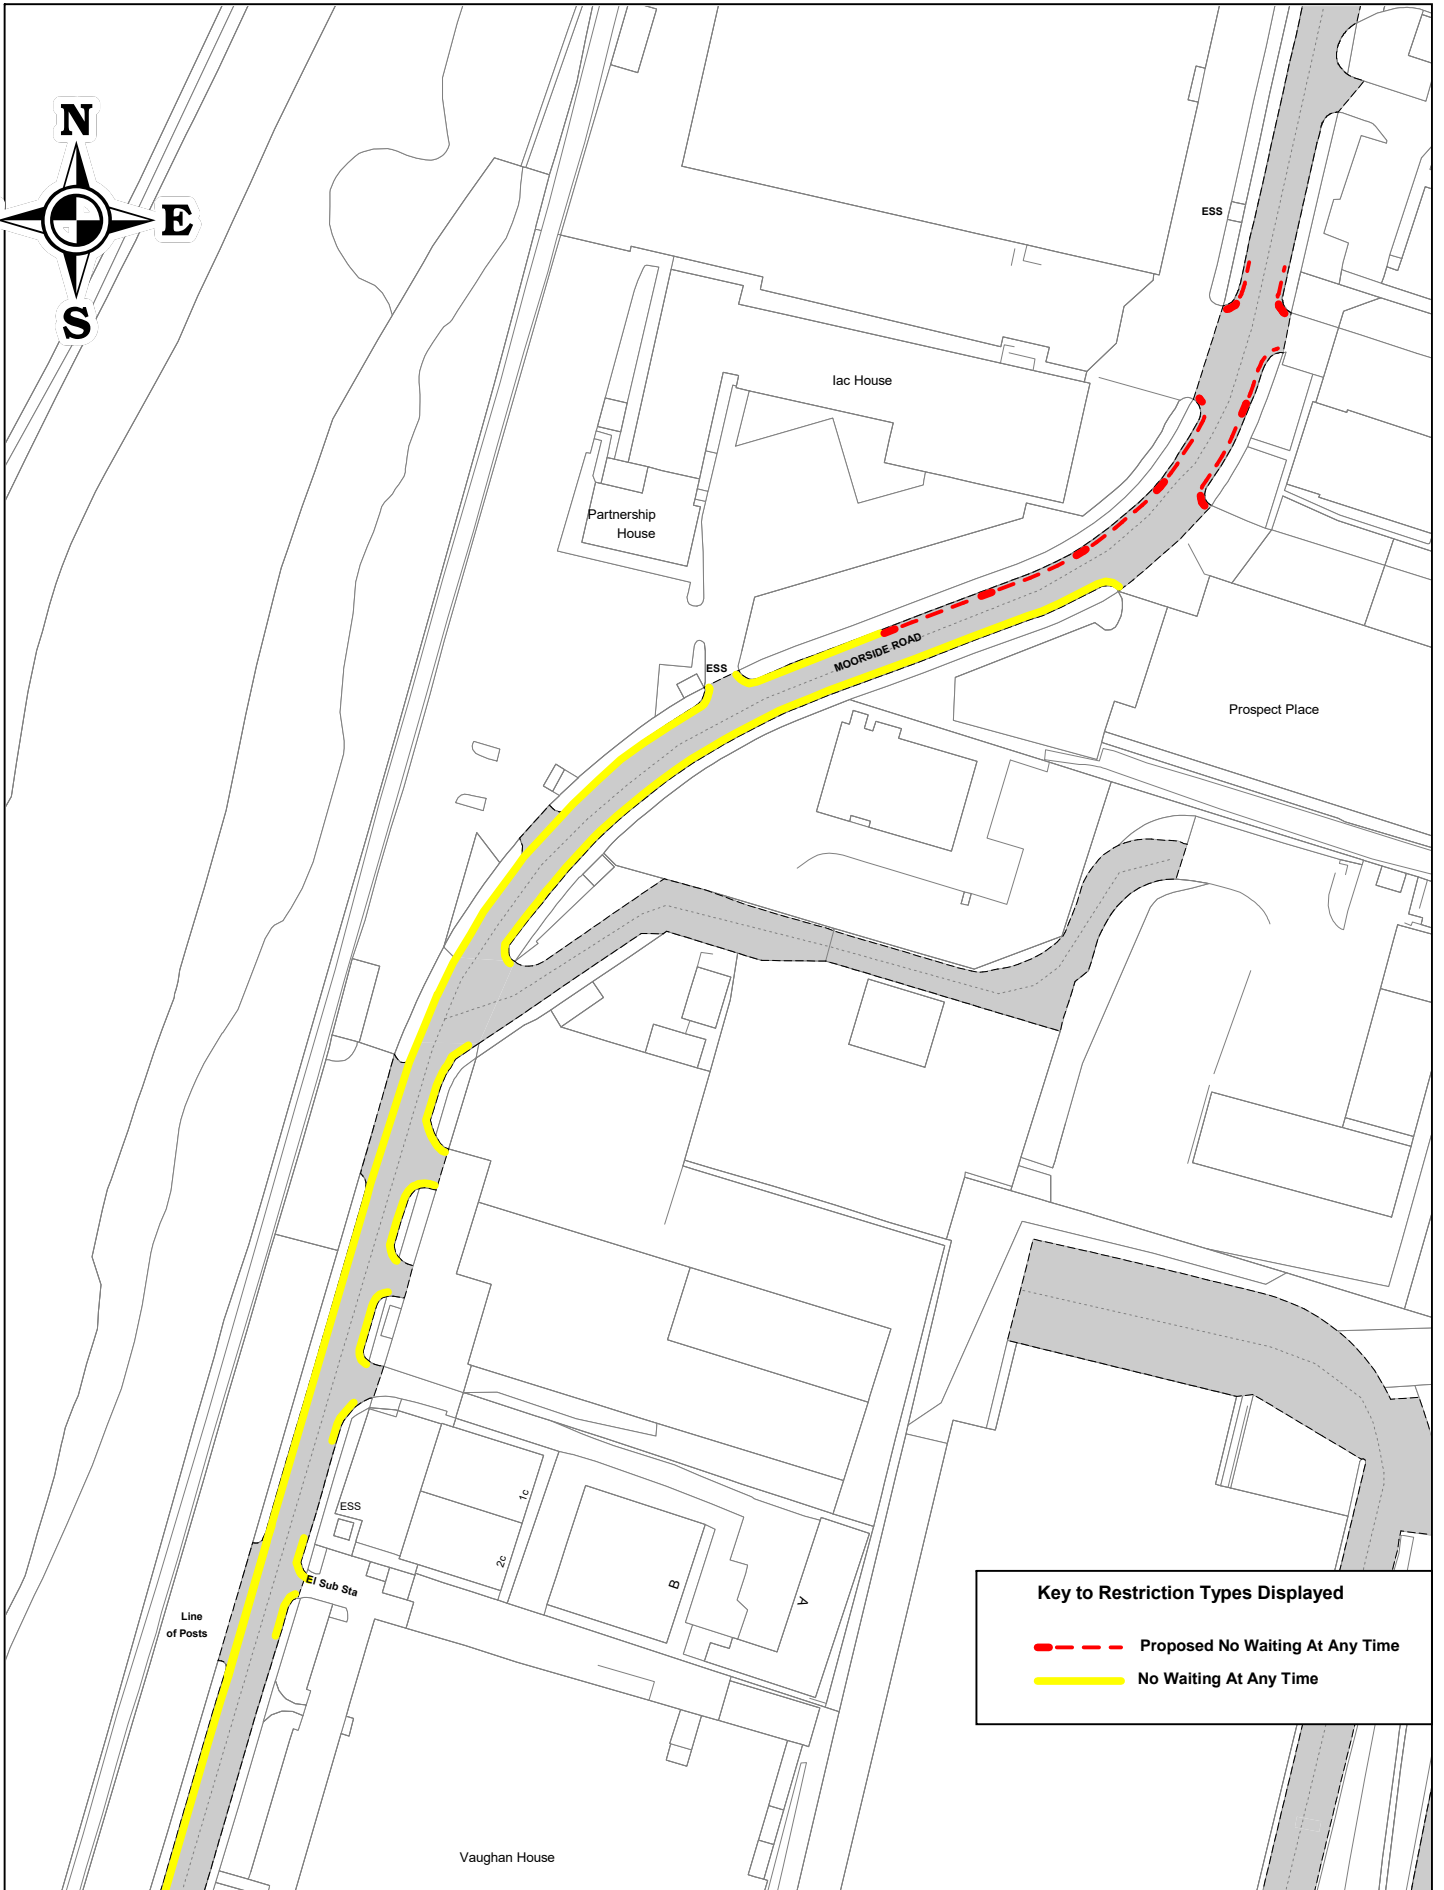 N
E
S
ESS
Iac House
Partnership
House
MOORSIDE ROAD
ESS
Prospect Place
1c
ESS
2c
El Sub Sta
B
A
Line
of Posts
Key to Restriction Types Displayed
Proposed No Waiting At Any Time
No Waiting At Any Time
Vaughan House